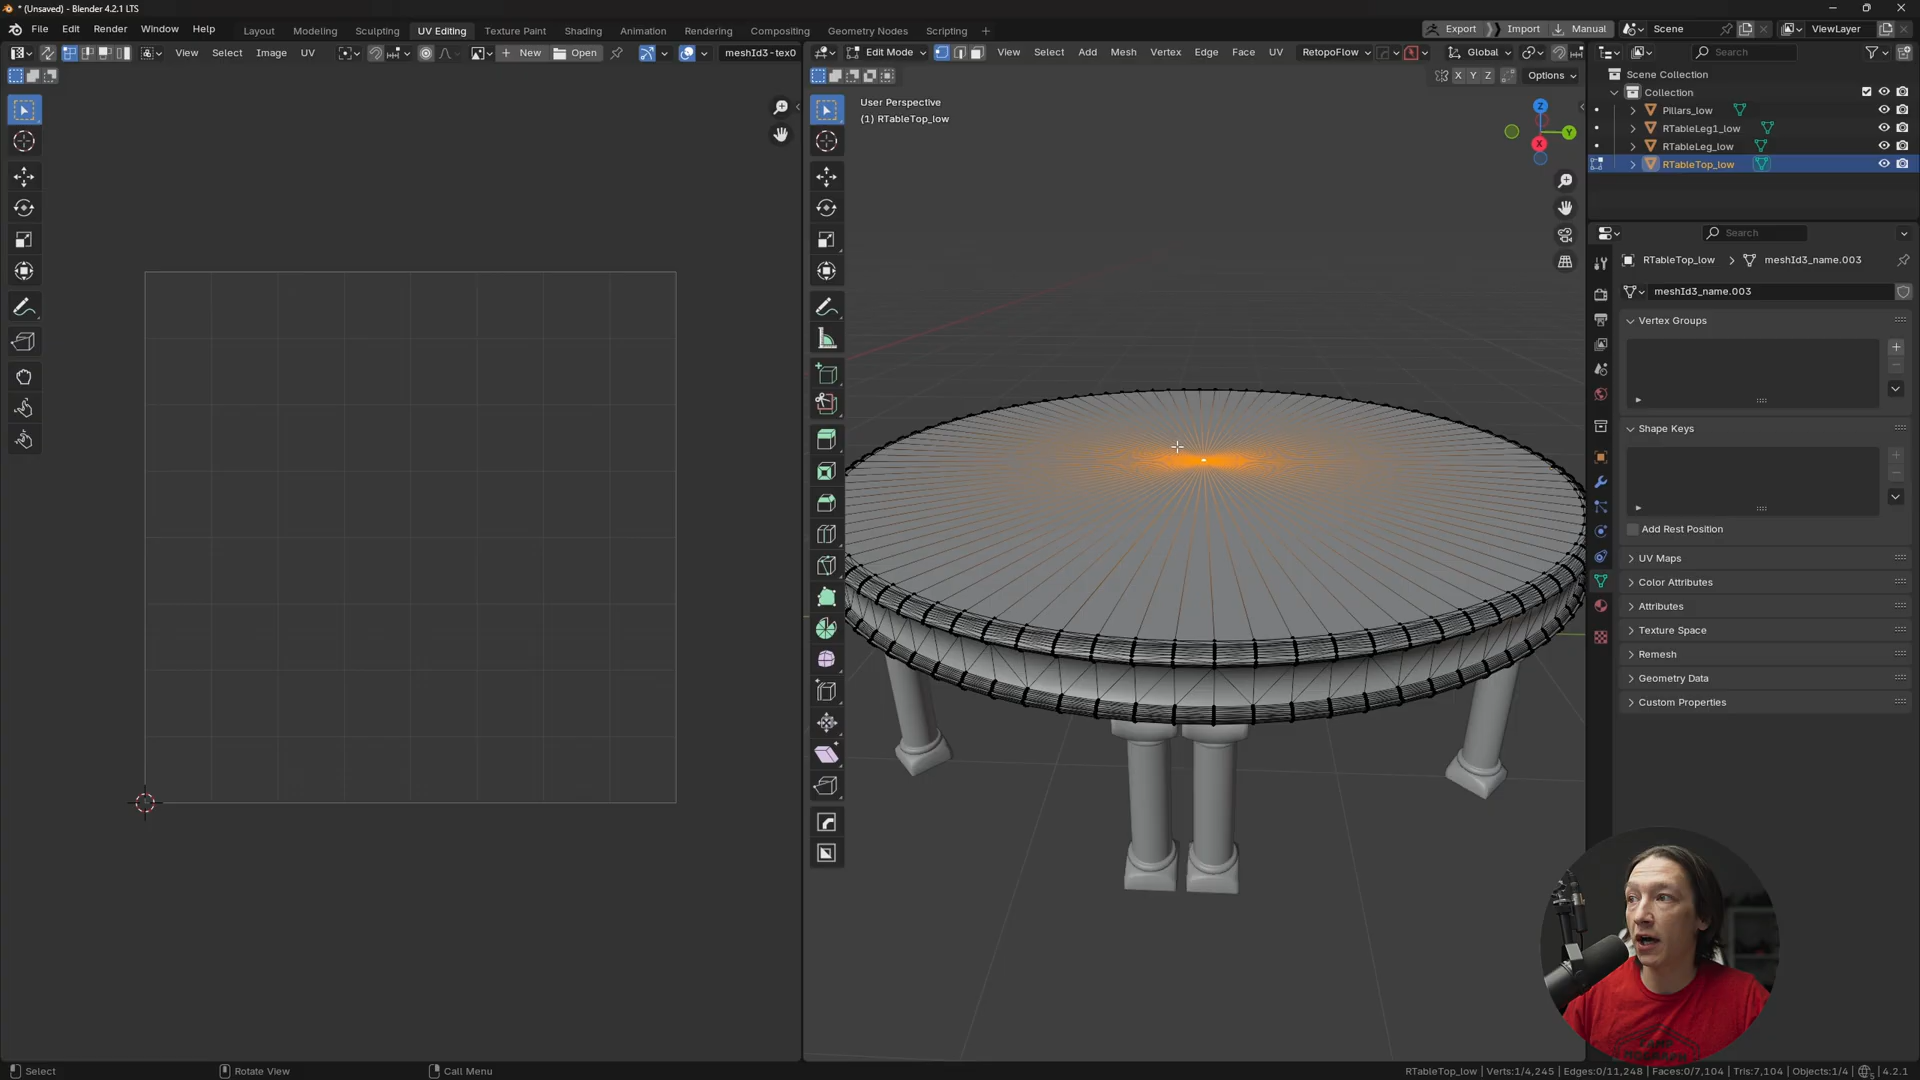 * (Unsaved) - Blender 4.2.1 LTS
File Edit Render Window Help Layout Modeling Sculpting UV Editing Texture Paint Shading Animation Rendering Compositing Geometry Nodes Scripting + Export Import Manual Scene ViewLayer
View Select Image UV New Open meshId3-tex0 Edit Mode View Select Add Mesh Vertex Edge Face UV RetopoFlow Global Search
X Y Z Options
Scene Collection
Collection
Pillars_low
RTableLeg1_low
RTableLeg_low
RTableTop_low
User Perspective
(1) RTableTop_low
Z
Y
X
Search
RTableTop_low > meshId3_name.003
meshId3_name.003
Vertex Groups
Shape Keys
Add Rest Position
UV Maps
Color Attributes
Attributes
Texture Space
Remesh
Geometry Data
Custom Properties
Select Rotate View Call Menu RTableTop_low | Verts:1/4,245 | Edges:0/11,248 | Faces:0/7,104 | Tris:7,104 | Objects:1/4 | 4.2.1